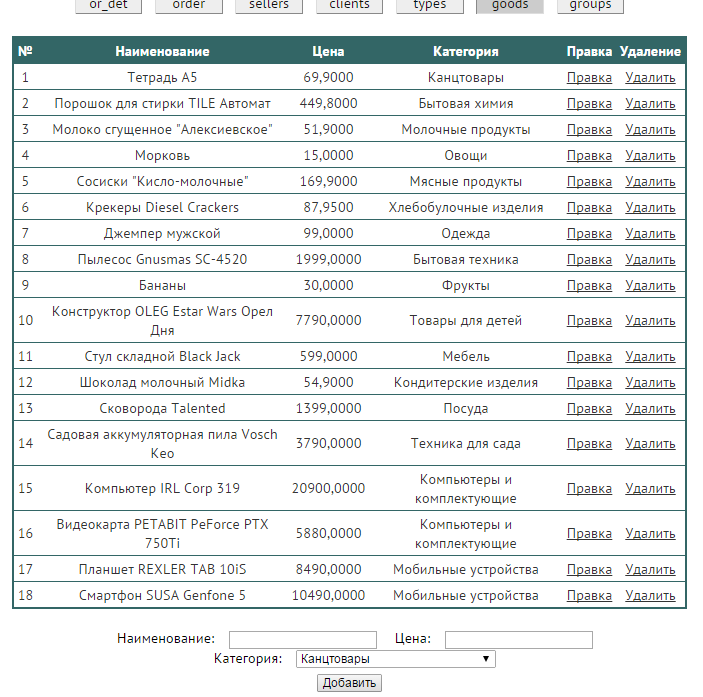 or_det order sellers clients types goods groups
№ Наименование Цена Категория Правка Удаление
1 Тетрадь А5 69,9000 Канцтовары Правка Удалить
2 Порошок для стирки TILE Автомат 449,8000 Бытовая химия Правка Удалить
3 Молоко сгущенное "Алексиевское" 51,9000 Молочные продукты Правка Удалить
4 Морковь 15,0000 Овощи Правка Удалить
5 Сосиски "Кисло-молочные" 169,9000 Мясные продукты Правка Удалить
6 Крекеры Diesel Crackers 87,9500 Хлебобулочные изделия Правка Удалить
7 Джемпер мужской 99,0000 Одежда Правка Удалить
8 Пылесос Gnusmas SC-4520 1999,0000 Бытовая техника Правка Удалить
9 Бананы 30,0000 Фрукты Правка Удалить
10 Конструктор OLEG Estar Wars Орел
Дня 7790,0000 Товары для детей Правка Удалить
11 Стул складной Black Jack 599,0000 Мебель Правка Удалить
12 Шоколад молочный Midka 54,9000 Кондитерские изделия Правка Удалить
13 Сковорода Talented 1399,0000 Посуда Правка Удалить
14 Садовая аккумуляторная пила Vosch
Keo 3790,0000 Техника для сада Правка Удалить
15 Компьютер IRL Corp 319 20900,0000 Компьютеры и
комплектующие Правка Удалить
16 Видеокарта PETABIT PeForce PTX
750Ti 5880,0000 Компьютеры и
комплектующие Правка Удалить
17 Планшет REXLER TAB 10iS 8490,0000 Мобильные устройства Правка Удалить
18 Смартфон SUSA Genfone 5 10490,0000 Мобильные устройства Правка Удалить
Наименование: Цена:
Категория: Канцтовары
Добавить